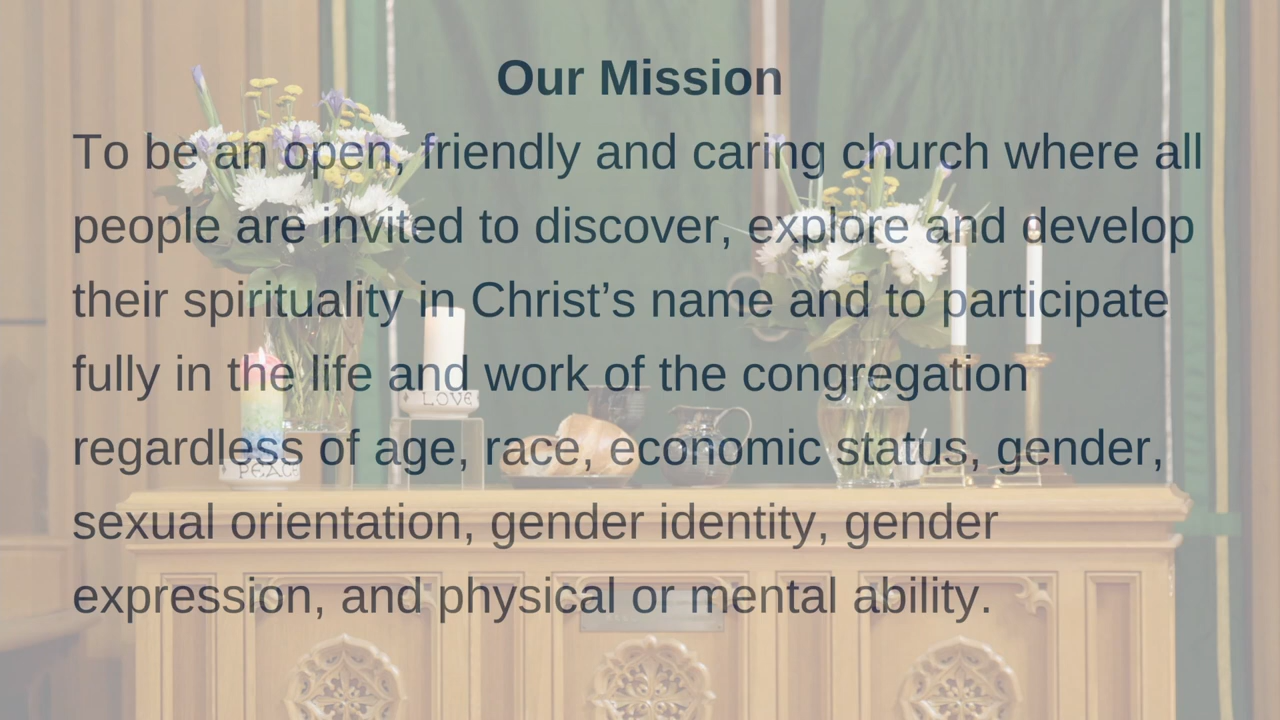 Our Mission
To be an open, friendly and caring church where all
people are invited to discover, explore and develop
their spirituality in Christ’s name and to participate
fully in the life and work of the congregation
regardless of age, race, economic status, gender,
sexual orientation, gender identity, gender
expression, and physical or mental ability.
LOVE
PEACE